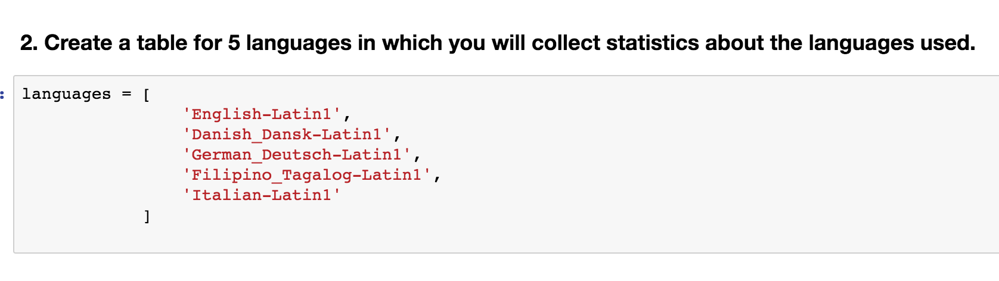 2. Create a table for 5 languages in which you will collect statistics about the languages used.
: languages = [
'English-Latin1',
'Danish_Dansk-Latin1',
'German_Deutsch-Latin1',
'Filipino_Tagalog-Latin1',
'Italian-Latin1'
]